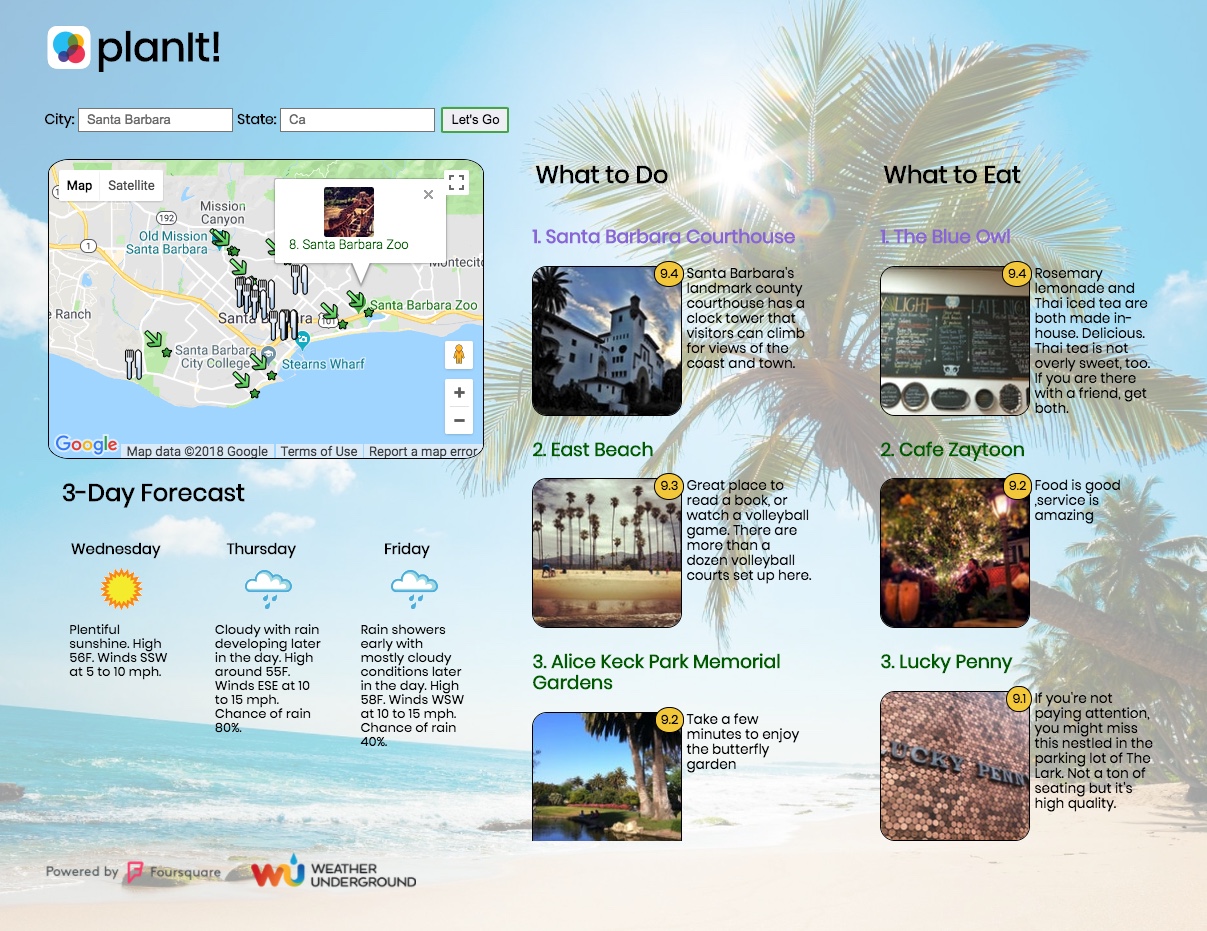 planIt!
City: Santa Barbara State: Ca Let's Go
Map Satellite
8. Santa Barbara Zoo
192
Mission
Canyon
Old Mission
Santa Barbara
1
Montecit
e Ranch
Santa B
ra
101
Santa Barbara Zoo
Santa Barbara
City College
Stearns Wharf
Google
Map data ©2018 Google Terms of Use Report a map error
3-Day Forecast
Wednesday
Plentiful
sunshine. High
56F. Winds SSW
at 5 to 10 mph.
Thursday
Cloudy with rain
developing later
in the day. High
around 55F.
Winds ESE at 10
to 15 mph.
Chance of rain
80%.
Friday
Rain showers
early with
mostly cloudy
conditions later
in the day. High
58F. Winds WSW
at 10 to 15 mph.
Chance of rain
40%.
What to Do
1. Santa Barbara Courthouse
9.4
Santa Barbara's
landmark county
courthouse has a
clock tower that
visitors can climb
for views of the
coast and town.
2. East Beach
9.3
Great place to
read a book, or
watch a volleyball
game. There are
more than a
dozen volleyball
courts set up here.
3. Alice Keck Park Memorial
Gardens
9.2
Take a few
minutes to enjoy
the butterfly
garden
What to Eat
1. The Blue Owl
9.4
LIGHT LATE NIGH
Rosemary
lemonade and
Thai iced tea are
both made in-
house. Delicious.
Thai tea is not
overly sweet, too.
If you are there
with a friend, get
both.
2. Cafe Zaytoon
9.2
Food is good
,service is
amazing
3. Lucky Penny
9.1
LUCKY PENN
If you're not
paying attention,
you might miss
this nestled in the
parking lot of The
Lark. Not a ton of
seating but it's
high quality.
Powered by Foursquare
WU WEATHER
UNDERGROUND